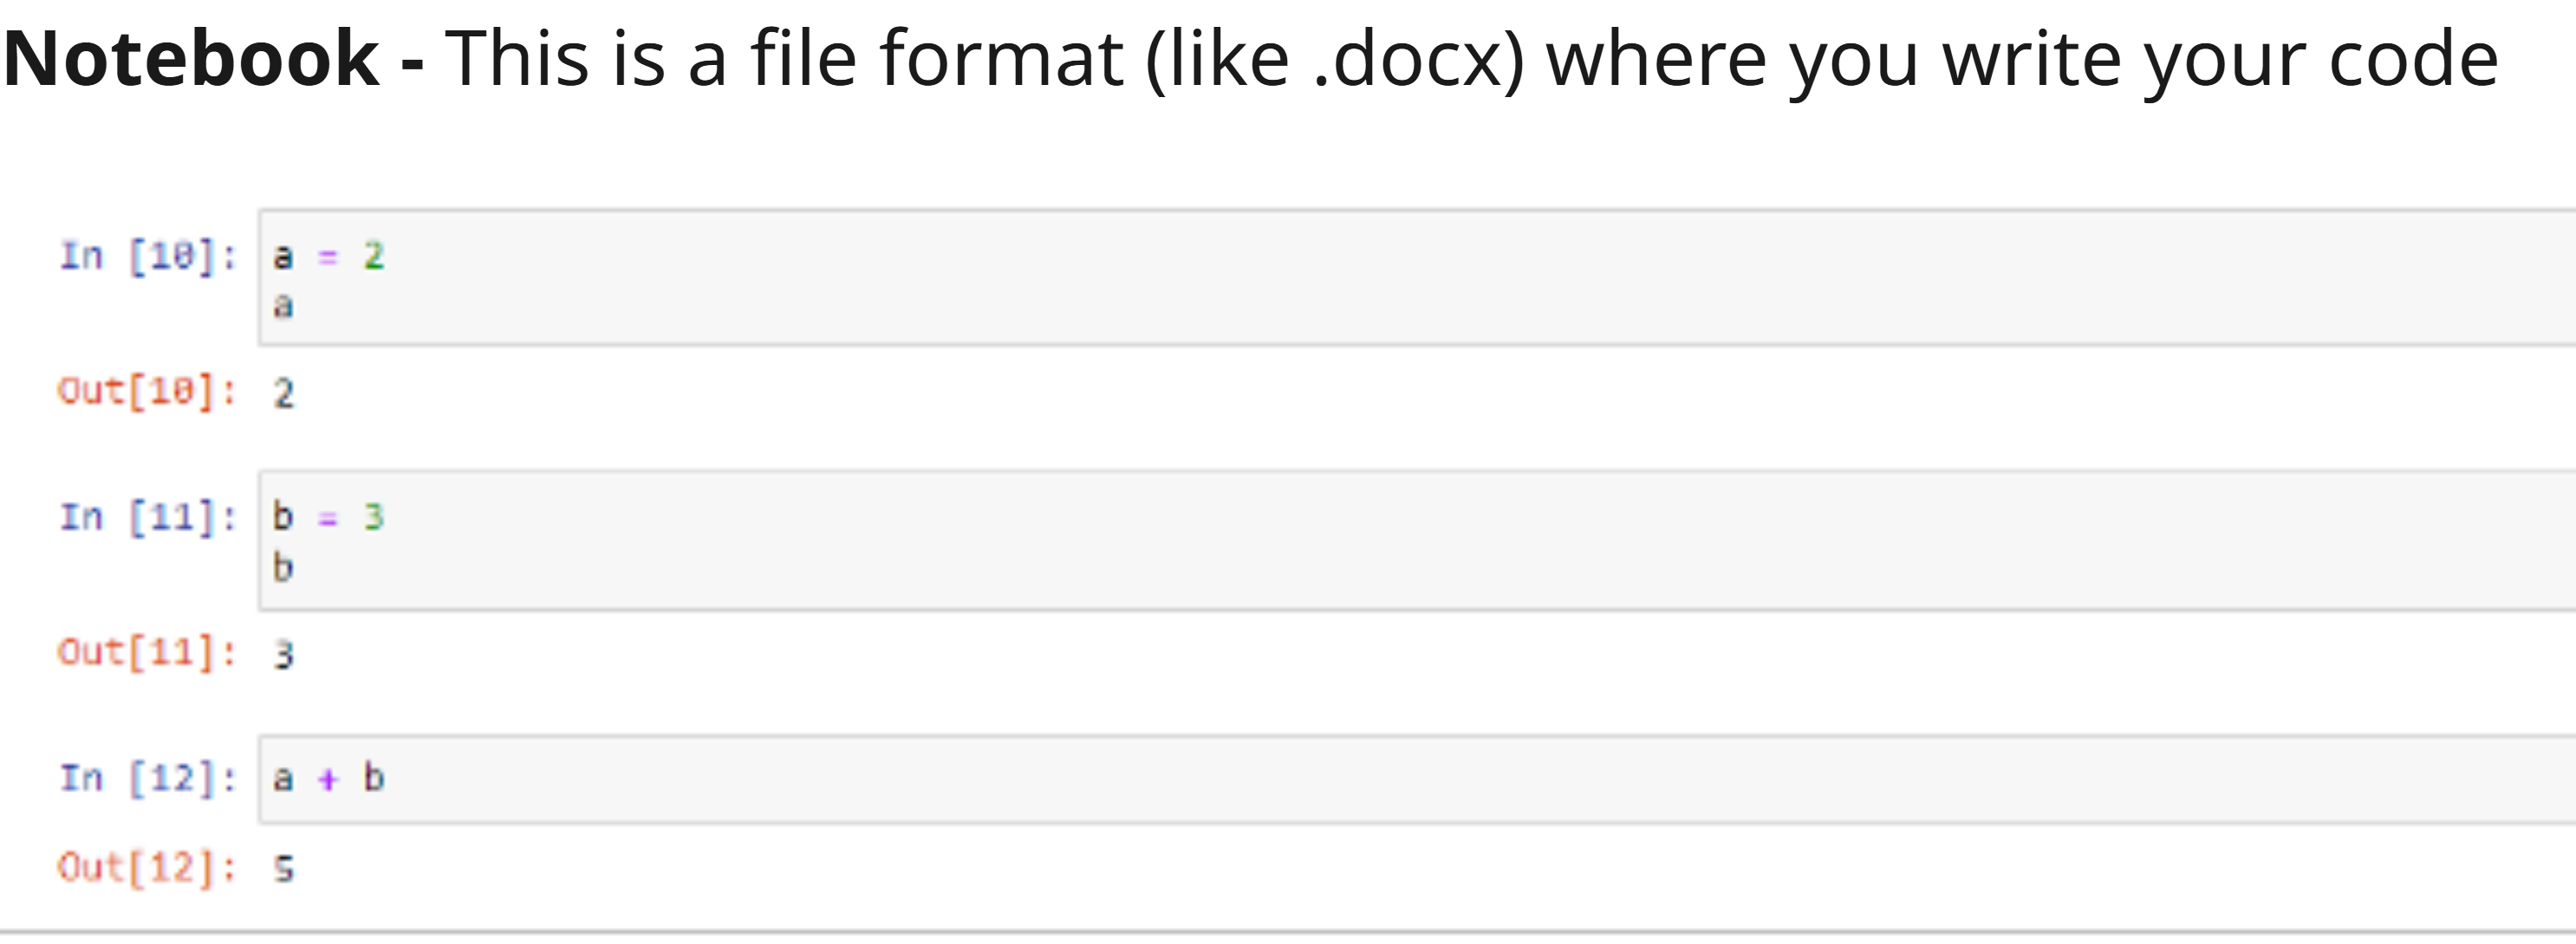 Notebook - This is a file format (like .docx) where you write your code
In [10]: a = 2
a
Out[10]: 2
In [11]: b = 3
b
Out[11]: 3
In [12]: a + b
Out[12]: 5